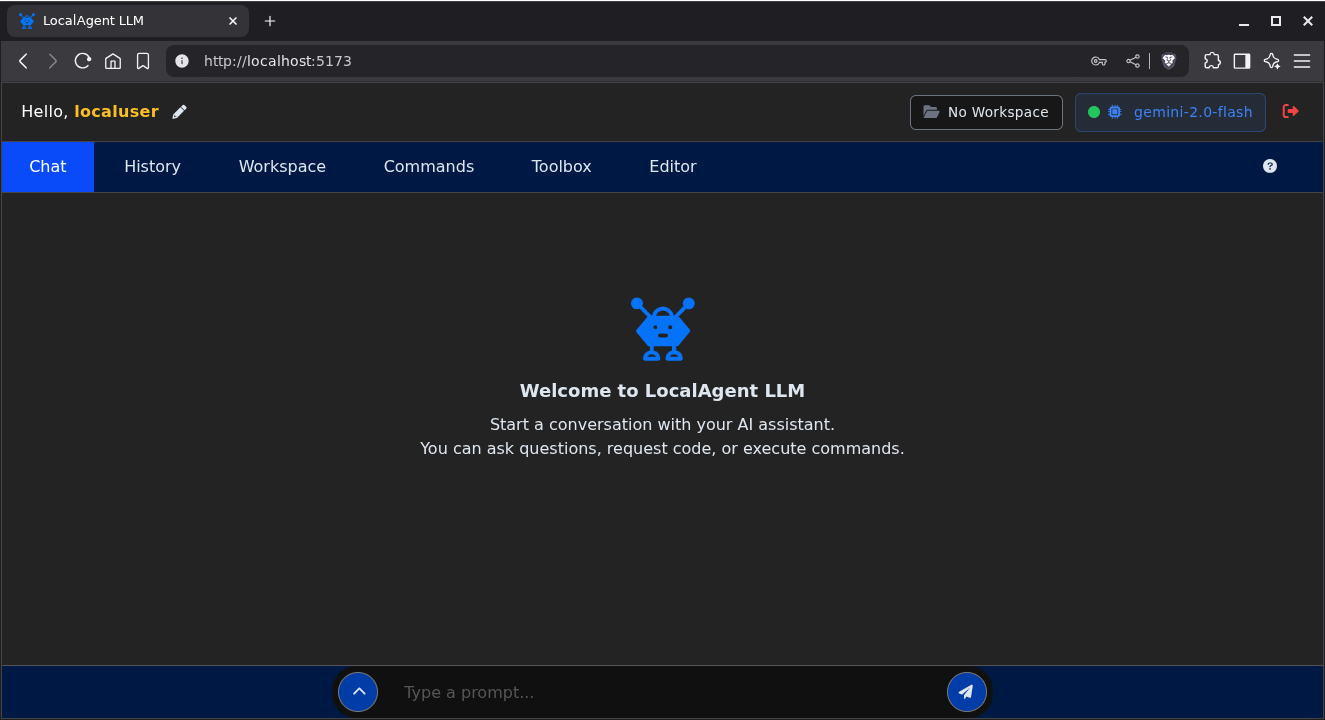 LocalAgent LLM
http://localhost:5173
Hello, localuser
No Workspace
gemini-2.0-flash
Chat History Workspace Commands Toolbox Editor
Welcome to LocalAgent LLM
Start a conversation with your AI assistant.
You can ask questions, request code, or execute commands.
Type a prompt...